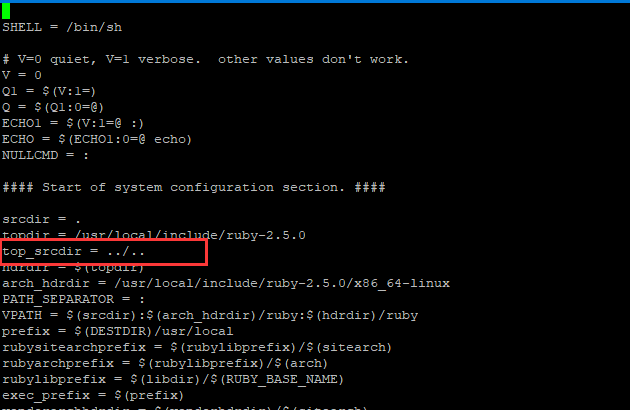 SHELL = /bin/sh
# V=0 quiet, V=1 verbose.  other values don't work.
V = 0
Q1 = $(V:1=)
Q = $(Q1:0=@)
ECHO1 = $(V:1=@ :)
ECHO = $(ECHO1:0=@ echo)
NULLCMD = :
#### Start of system configuration section. ####
srcdir = .
topdir = /usr/local/include/ruby-2.5.0
top_srcdir = ../..
hdrdir = $(topdir)
arch_hdrdir = /usr/local/include/ruby-2.5.0/x86_64-linux
PATH_SEPARATOR = :
VPATH = $(srcdir):$(arch_hdrdir)/ruby:$(hdrdir)/ruby
prefix = $(DESTDIR)/usr/local
rubysitearchprefix = $(rubylibprefix)/$(sitearch)
rubyarchprefix = $(rubylibprefix)/$(arch)
rubylibprefix = $(libdir)/$(RUBY_BASE_NAME)
exec_prefix = $(prefix)
vendorarchhdrdir = $(vendorhdrdir)/$(sitearch)